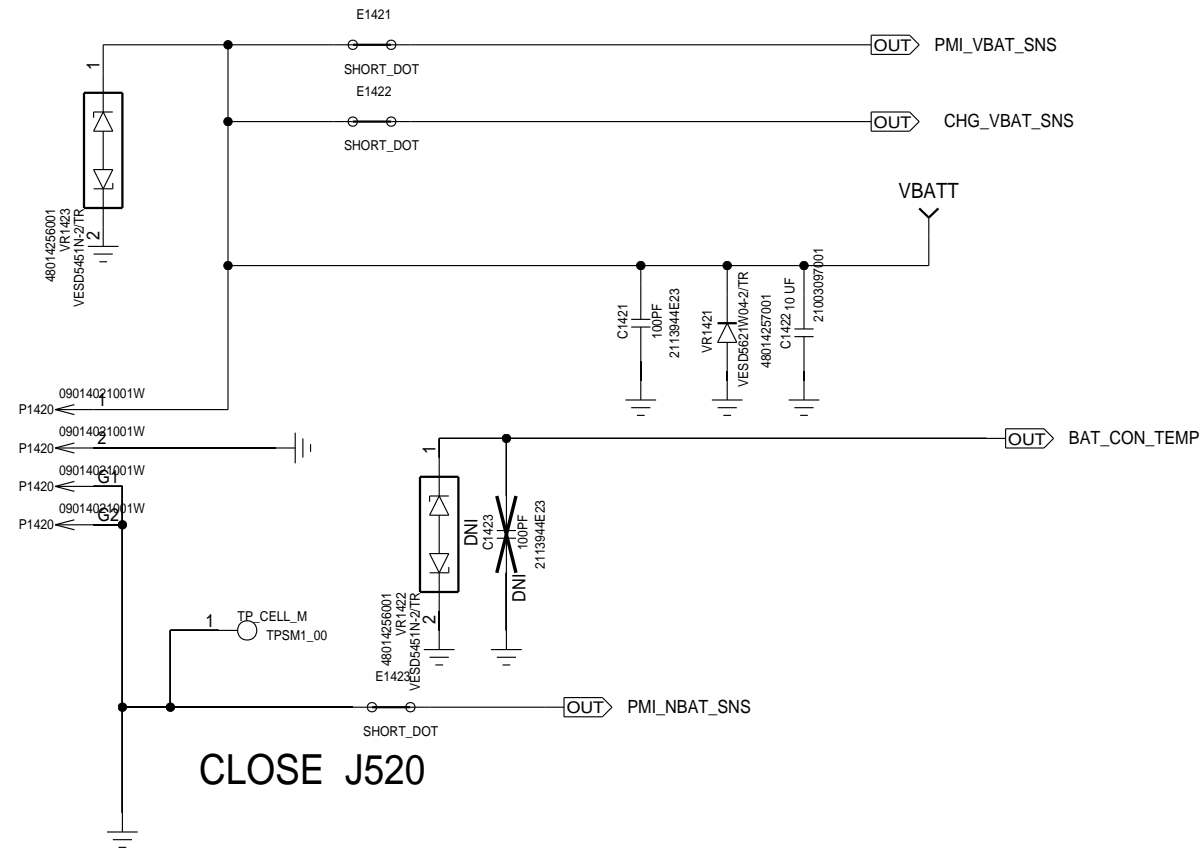 E1421
OUT PMI_VBAT_SNS
SHORT_DOT
E1422
OUT CHG_VBAT_SNS
SHORT_DOT
1
2
48014256001
VR1423
VESD5451N-2/TR
VBATT
C1421
100PF
2113944E23
VR1421
VESD5621W04-2/TR
48014257001
C1422
10 UF
21003097001
P1420 09014021001W 1
P1420 09014021001W 2
P1420 09014021001W G1
P1420 09014021001W G2
OUT BAT_CON_TEMP
1
2
DNI
48014256001
VR1422
VESD5451N-2/TR
C1423
100PF
2113944E23
DNI
1 TP_CELL_M
TPSM1_00
E1423
OUT PMI_NBAT_SNS
SHORT_DOT
CLOSE J520